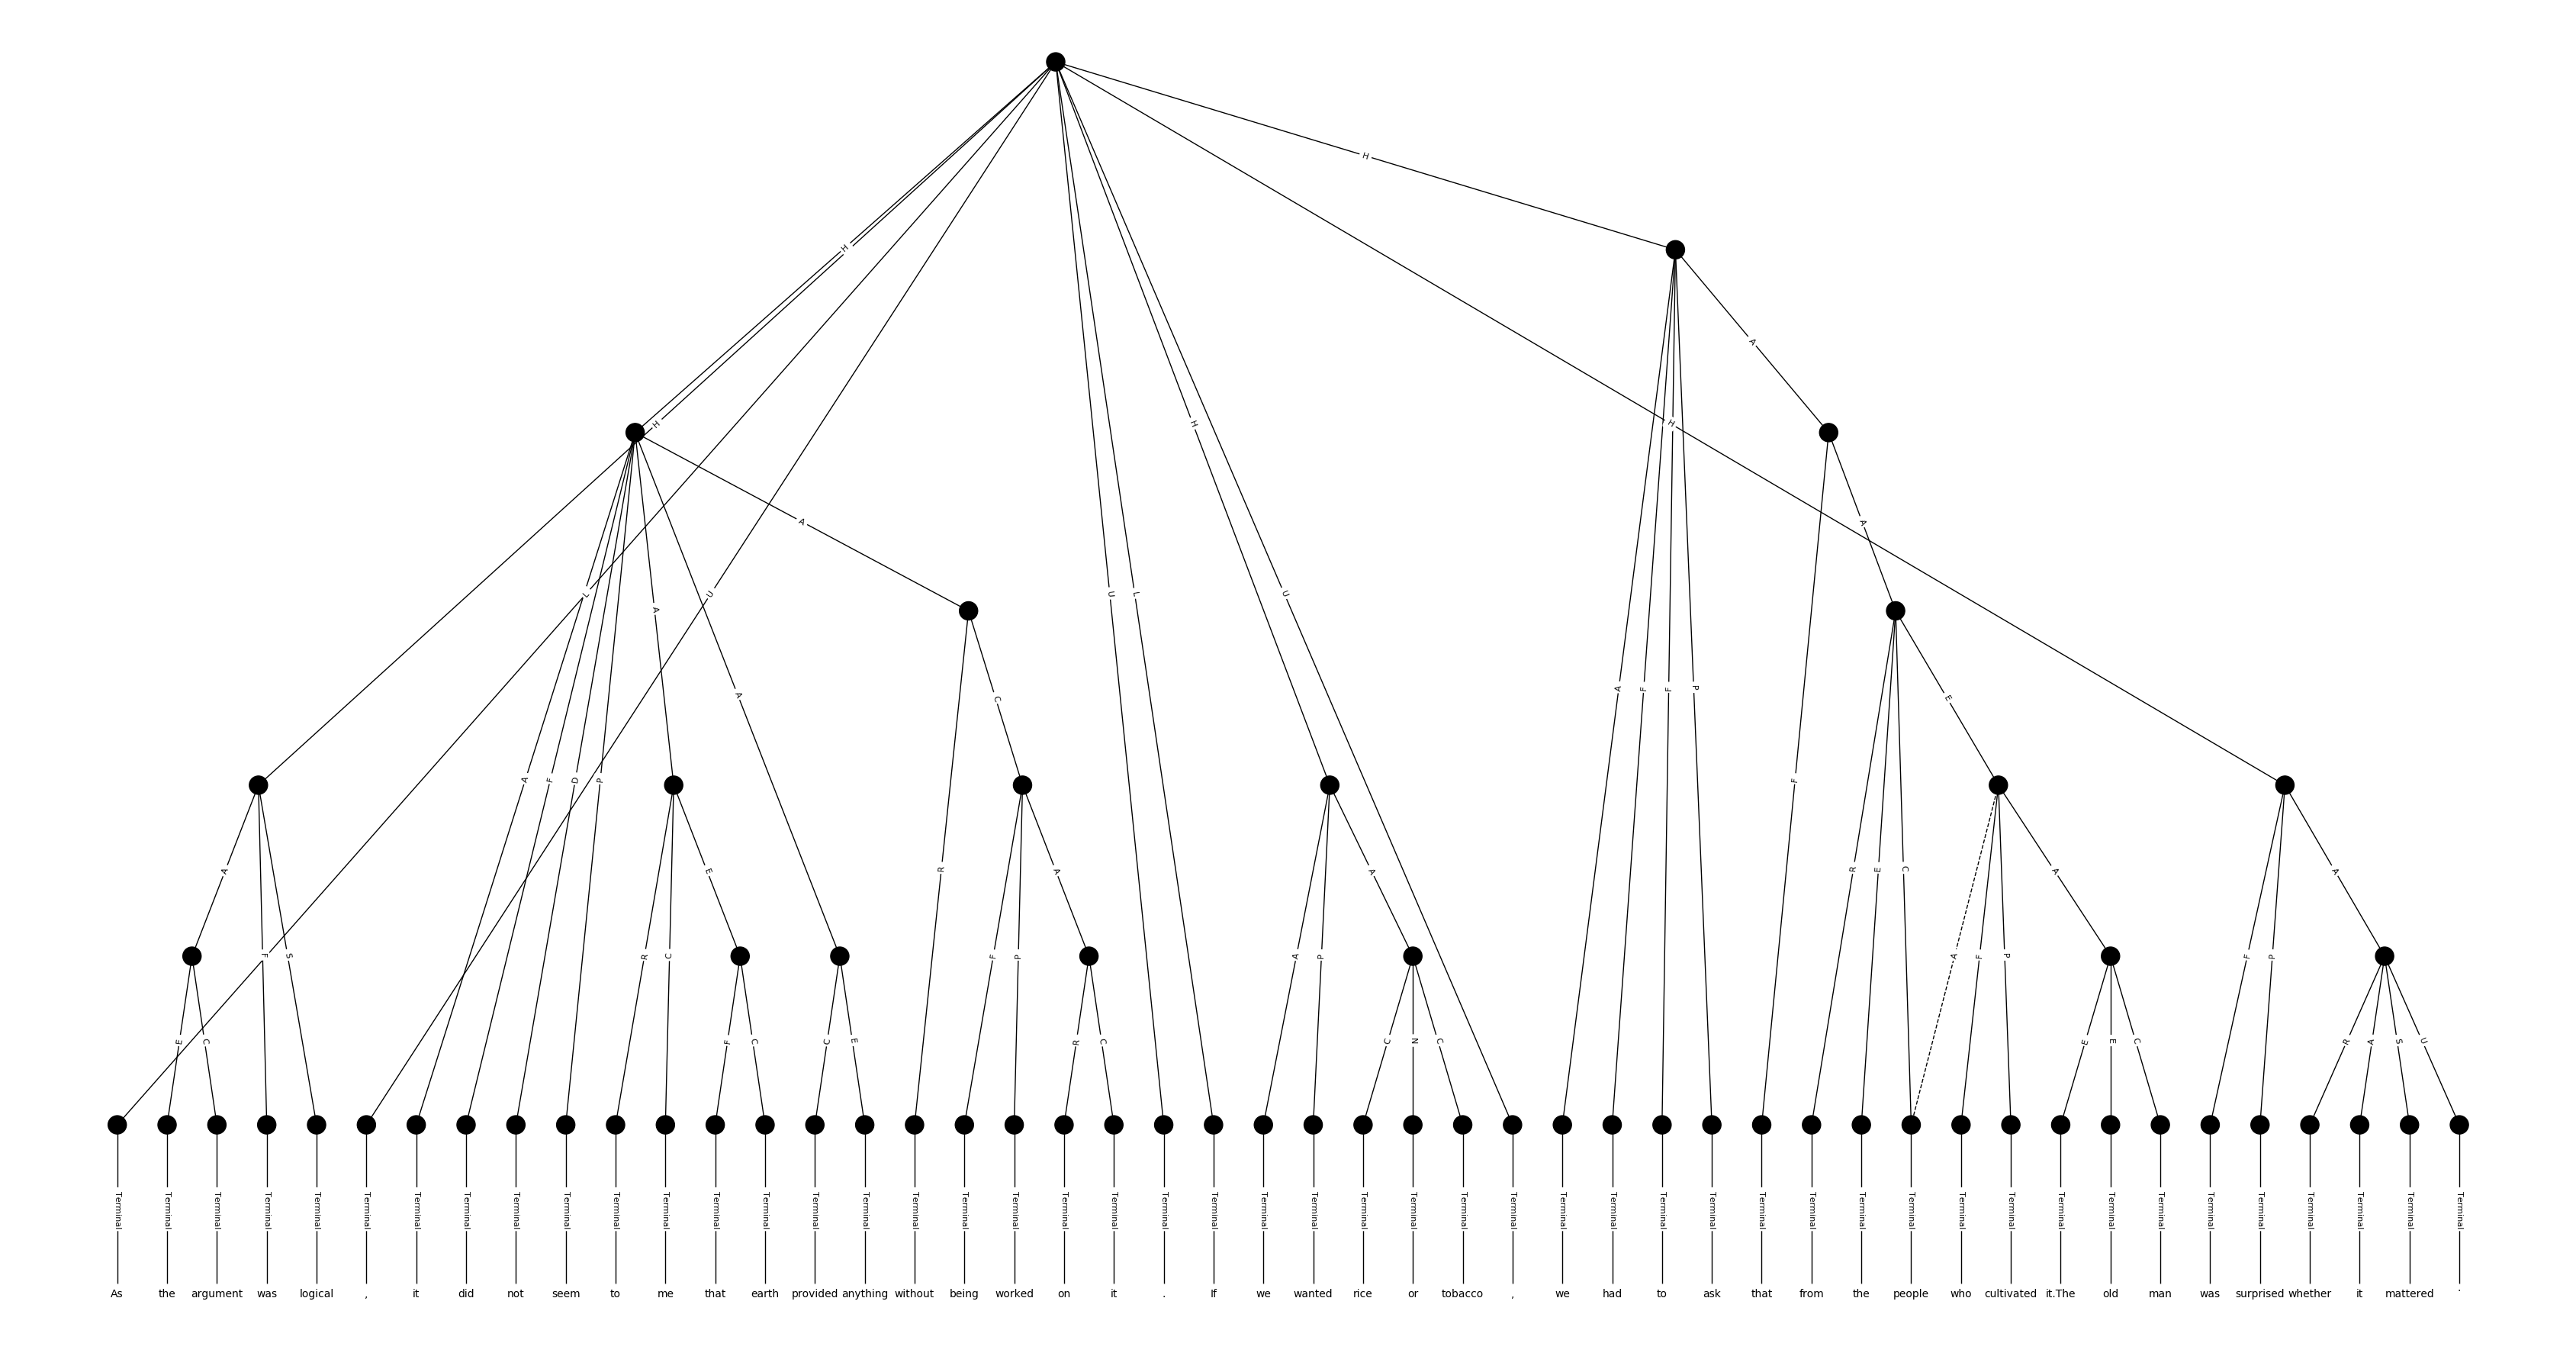 H
H
A
H
H
H
A
A
L
U
U
L
U
A
A
C
E
A
F
F
P
A
A
F
D
P
F
A
R
R
E
C
A
A
A
F
S
R
C
E
F
P
A
P
A
F
P
F
P
E
C
F
C
C
E
R
C
C
N
C
E
E
C
R
A
S
U
Terminal Terminal Terminal Terminal Terminal Terminal Terminal Terminal Terminal Terminal Terminal Terminal Terminal Terminal Terminal Terminal Terminal Terminal Terminal Terminal Terminal Terminal Terminal Terminal Terminal Terminal Terminal Terminal Terminal Terminal Terminal Terminal Terminal Terminal Terminal Terminal Terminal Terminal Terminal Terminal Terminal Terminal Terminal Terminal Terminal Terminal Terminal Terminal
As the argument was logical , it did not seem to me that earth provided anything without being worked on it . If we wanted rice or tobacco , we had to ask that from the people who cultivated it.The old man was surprised whether it mattered .